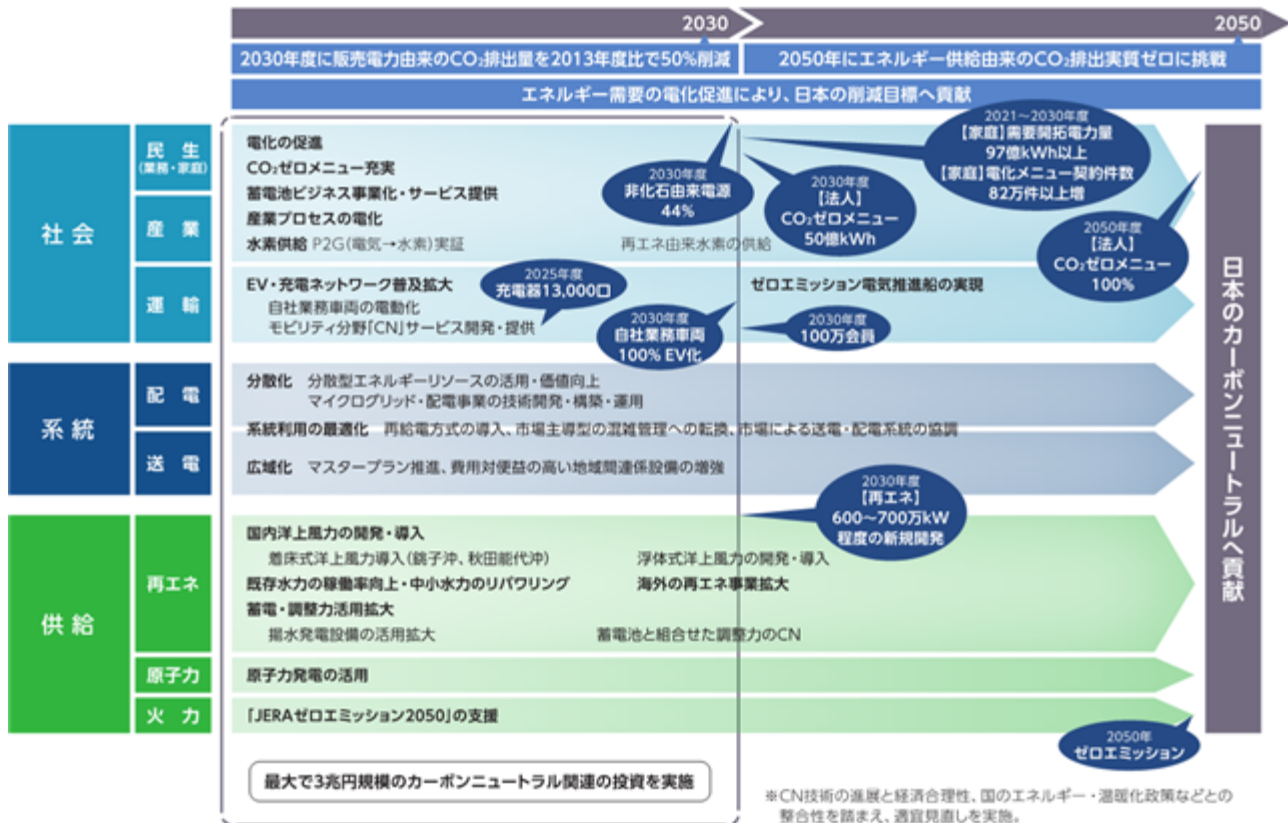 2030
2050
2030年度に販売電力由来のCO₂排出量を2013年度比で50%削減
2050年にエネルギー供給由来のCO₂排出実質ゼロに挑戦
エネルギー需要の電化促進により、日本の削減目標へ貢献
社会
民生
(業務・家庭)
電化の促進
CO₂ゼロメニュー充実
蓄電池ビジネス事業化・サービス提供
産業
産業プロセスの電化
水素供給 P2G(電気→水素)実証
再エネ由来水素の供給
2030年度
非化石由来電源
44%
2030年度
【法人】
CO₂ゼロメニュー
50億kWh
2021~2030年度
【家庭】需要開拓電力量
97億kWh以上
【家庭】電化メニュー契約件数
82万件以上増
2050年度
【法人】
CO₂ゼロメニュー
100%
運輸
EV・充電ネットワーク普及拡大
自社業務車両の電動化
モビリティ分野「CN」サービス開発・提供
2025年度
充電器13,000口
2030年度
自社業務車両
100% EV化
ゼロエミッション電気推進船の実現
2030年度
100万会員
系統
配電
分散化 分散型エネルギーリソースの活用・価値向上
マイクログリッド・配電事業の技術開発・構築・運用
系統利用の最適化 再給電方式の導入、市場主導型の混雑管理への転換、市場による送電・配電系統の協調
送電
広域化 マスタープラン推進、費用対便益の高い地域間連係設備の増強
供給
再エネ
2030年度
【再エネ】
600~700万kW
程度の新規開発
国内洋上風力の開発・導入
着床式洋上風力導入(銚子沖、秋田能代沖)
浮体式洋上風力の開発・導入
既存水力の稼働率向上・中小水力のリパワリング
海外の再エネ事業拡大
蓄電・調整力活用拡大
揚水発電設備の活用拡大
蓄電池と組合せた調整力のCN
原子力
原子力発電の活用
火力
「JERAゼロエミッション2050」の支援
2050年
ゼロエミッション
日本のカーボンニュートラルへ貢献
最大で3兆円規模のカーボンニュートラル関連の投資を実施
※CN技術の進展と経済合理性、国のエネルギー・温暖化政策などとの
整合性を踏まえ、適宜見直しを実施。